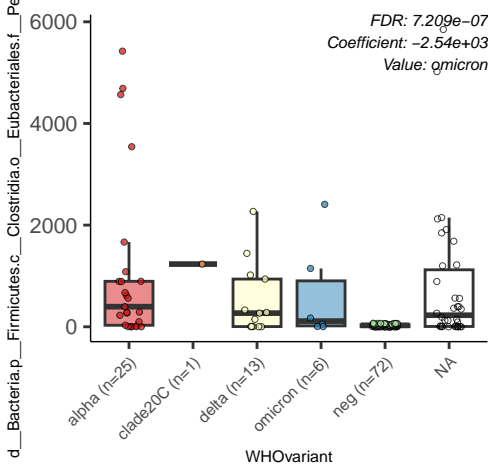 d__Bacteria.p__Firmicutes.c__Clostridia.o__Eubacteriales.f__Pe
6000
4000
2000
0
FDR: 7.209e−07
Coefficient: −2.54e+03
Value: omicron
alpha (n=25)
clade20C (n=1)
delta (n=13)
omicron (n=6)
neg (n=72)
NA
WHOvariant